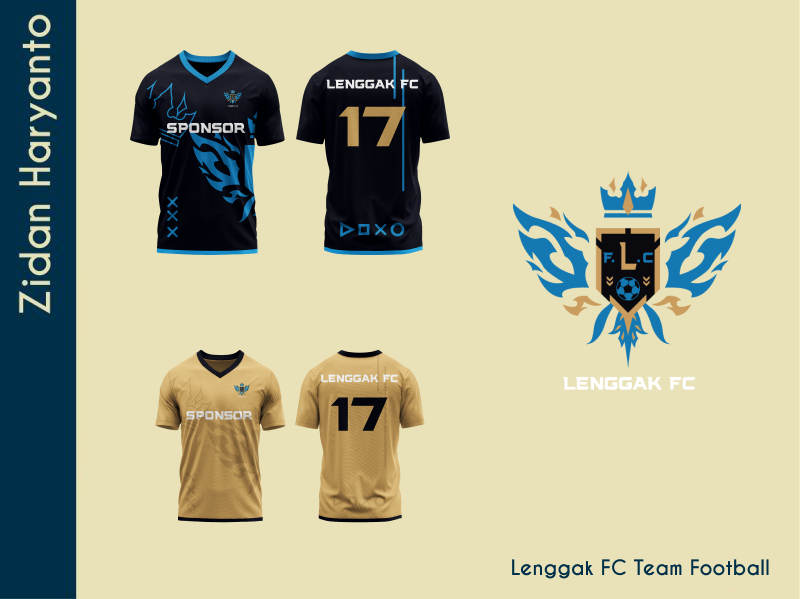 Zidan Haryanto
SPONSOR
LENGGAK FC
17
F. L .C
LENGGAK FC
SPONSOR
LENGGAK FC
17
Lenggak FC Team Football